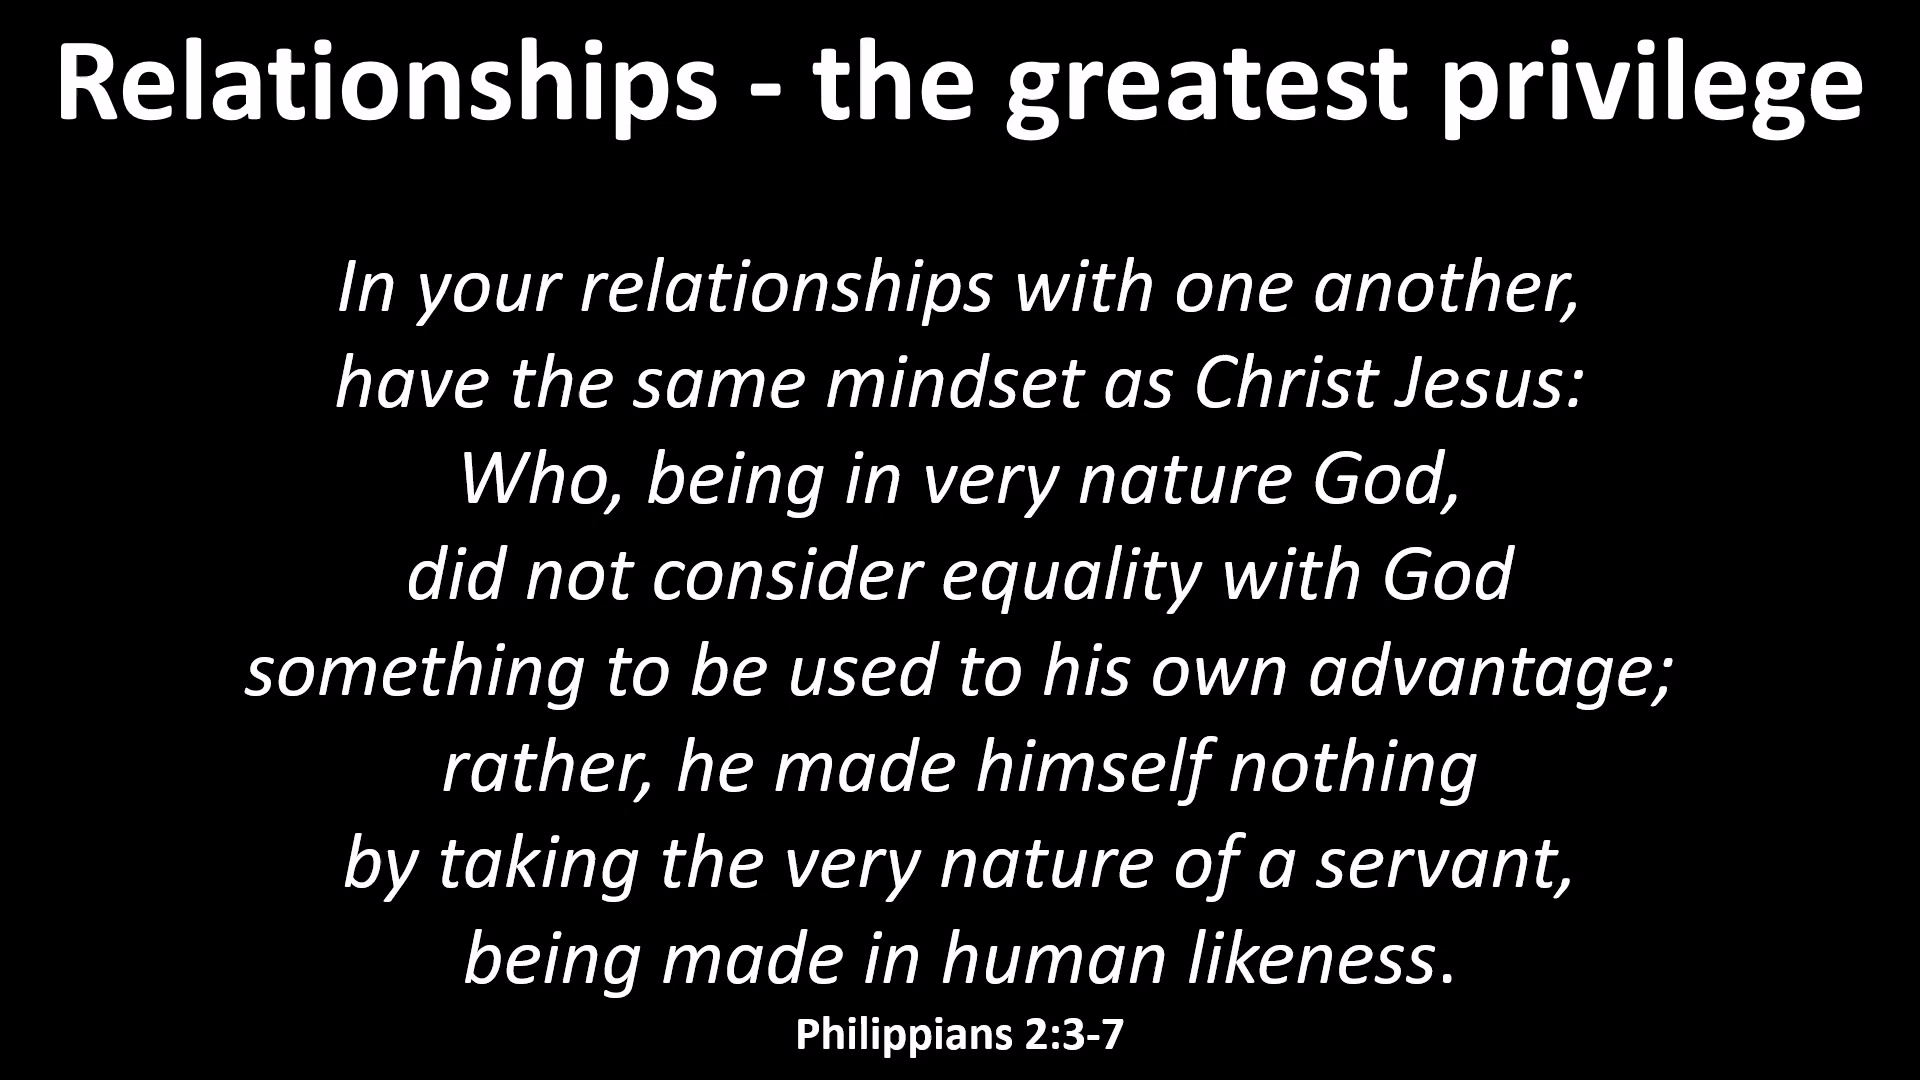 Relationships - the greatest privilege
In your relationships with one another,
have the same mindset as Christ Jesus:
Who, being in very nature God,
did not consider equality with God
something to be used to his own advantage;
rather, he made himself nothing
by taking the very nature of a servant,
being made in human likeness.
Philippians 2:3-7